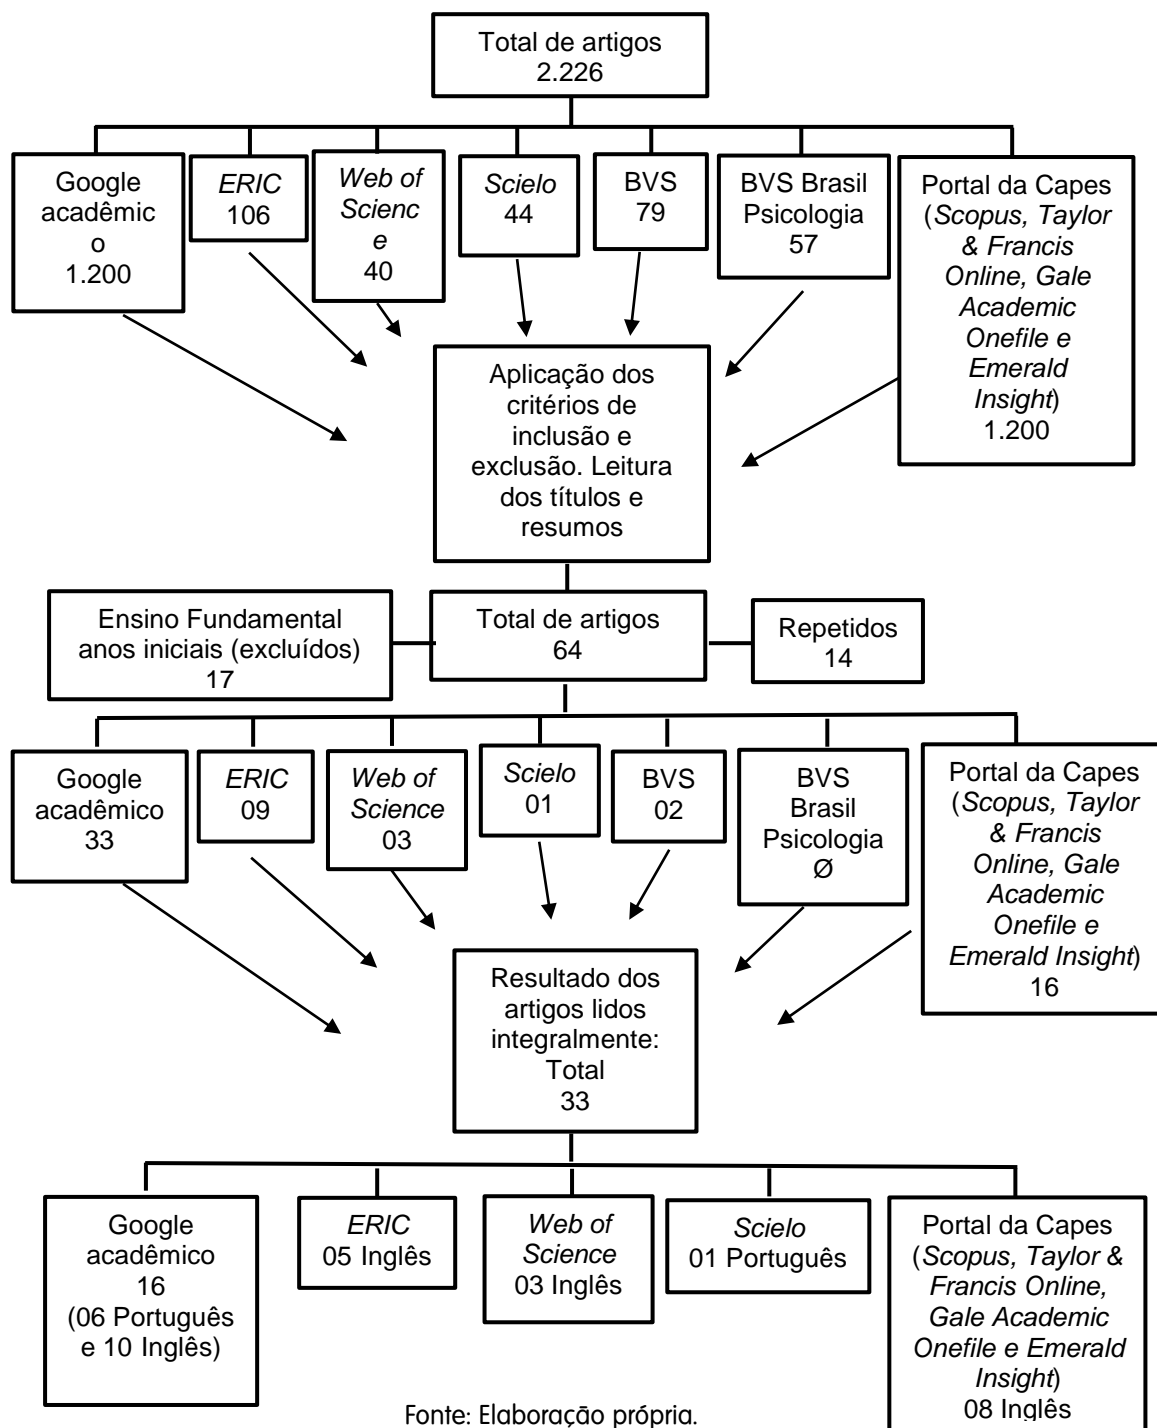 Total de artigos
2.226
Google
acadêmic
o
1.200
ERIC
106
Web of
Scienc
e
40
Scielo
44
BVS
79
BVS Brasil
Psicologia
57
Portal da Capes
(Scopus, Taylor
& Francis
Online, Gale
Academic
Onefile e
Emerald
Insight)
1.200
Aplicação dos
critérios de
inclusão e
exclusão. Leitura
dos títulos e
resumos
Ensino Fundamental
anos iniciais (excluídos)
17
Total de artigos
64
Repetidos
14
Google
acadêmico
33
ERIC
09
Web of
Science
03
Scielo
01
BVS
02
BVS
Brasil
Psicologia
Ø
Portal da Capes
(Scopus, Taylor
& Francis
Online, Gale
Academic
Onefile e
Emerald Insight)
16
Resultado dos
artigos lidos
integralmente:
Total
33
Google
acadêmico
16
(06 Português
e 10 Inglês)
ERIC
05 Inglês
Web of
Science
03 Inglês
Scielo
01 Português
Portal da Capes
(Scopus, Taylor &
Francis Online,
Gale Academic
Onefile e Emerald
Insight)
08 Inglês
Fonte: Elaboração própria.